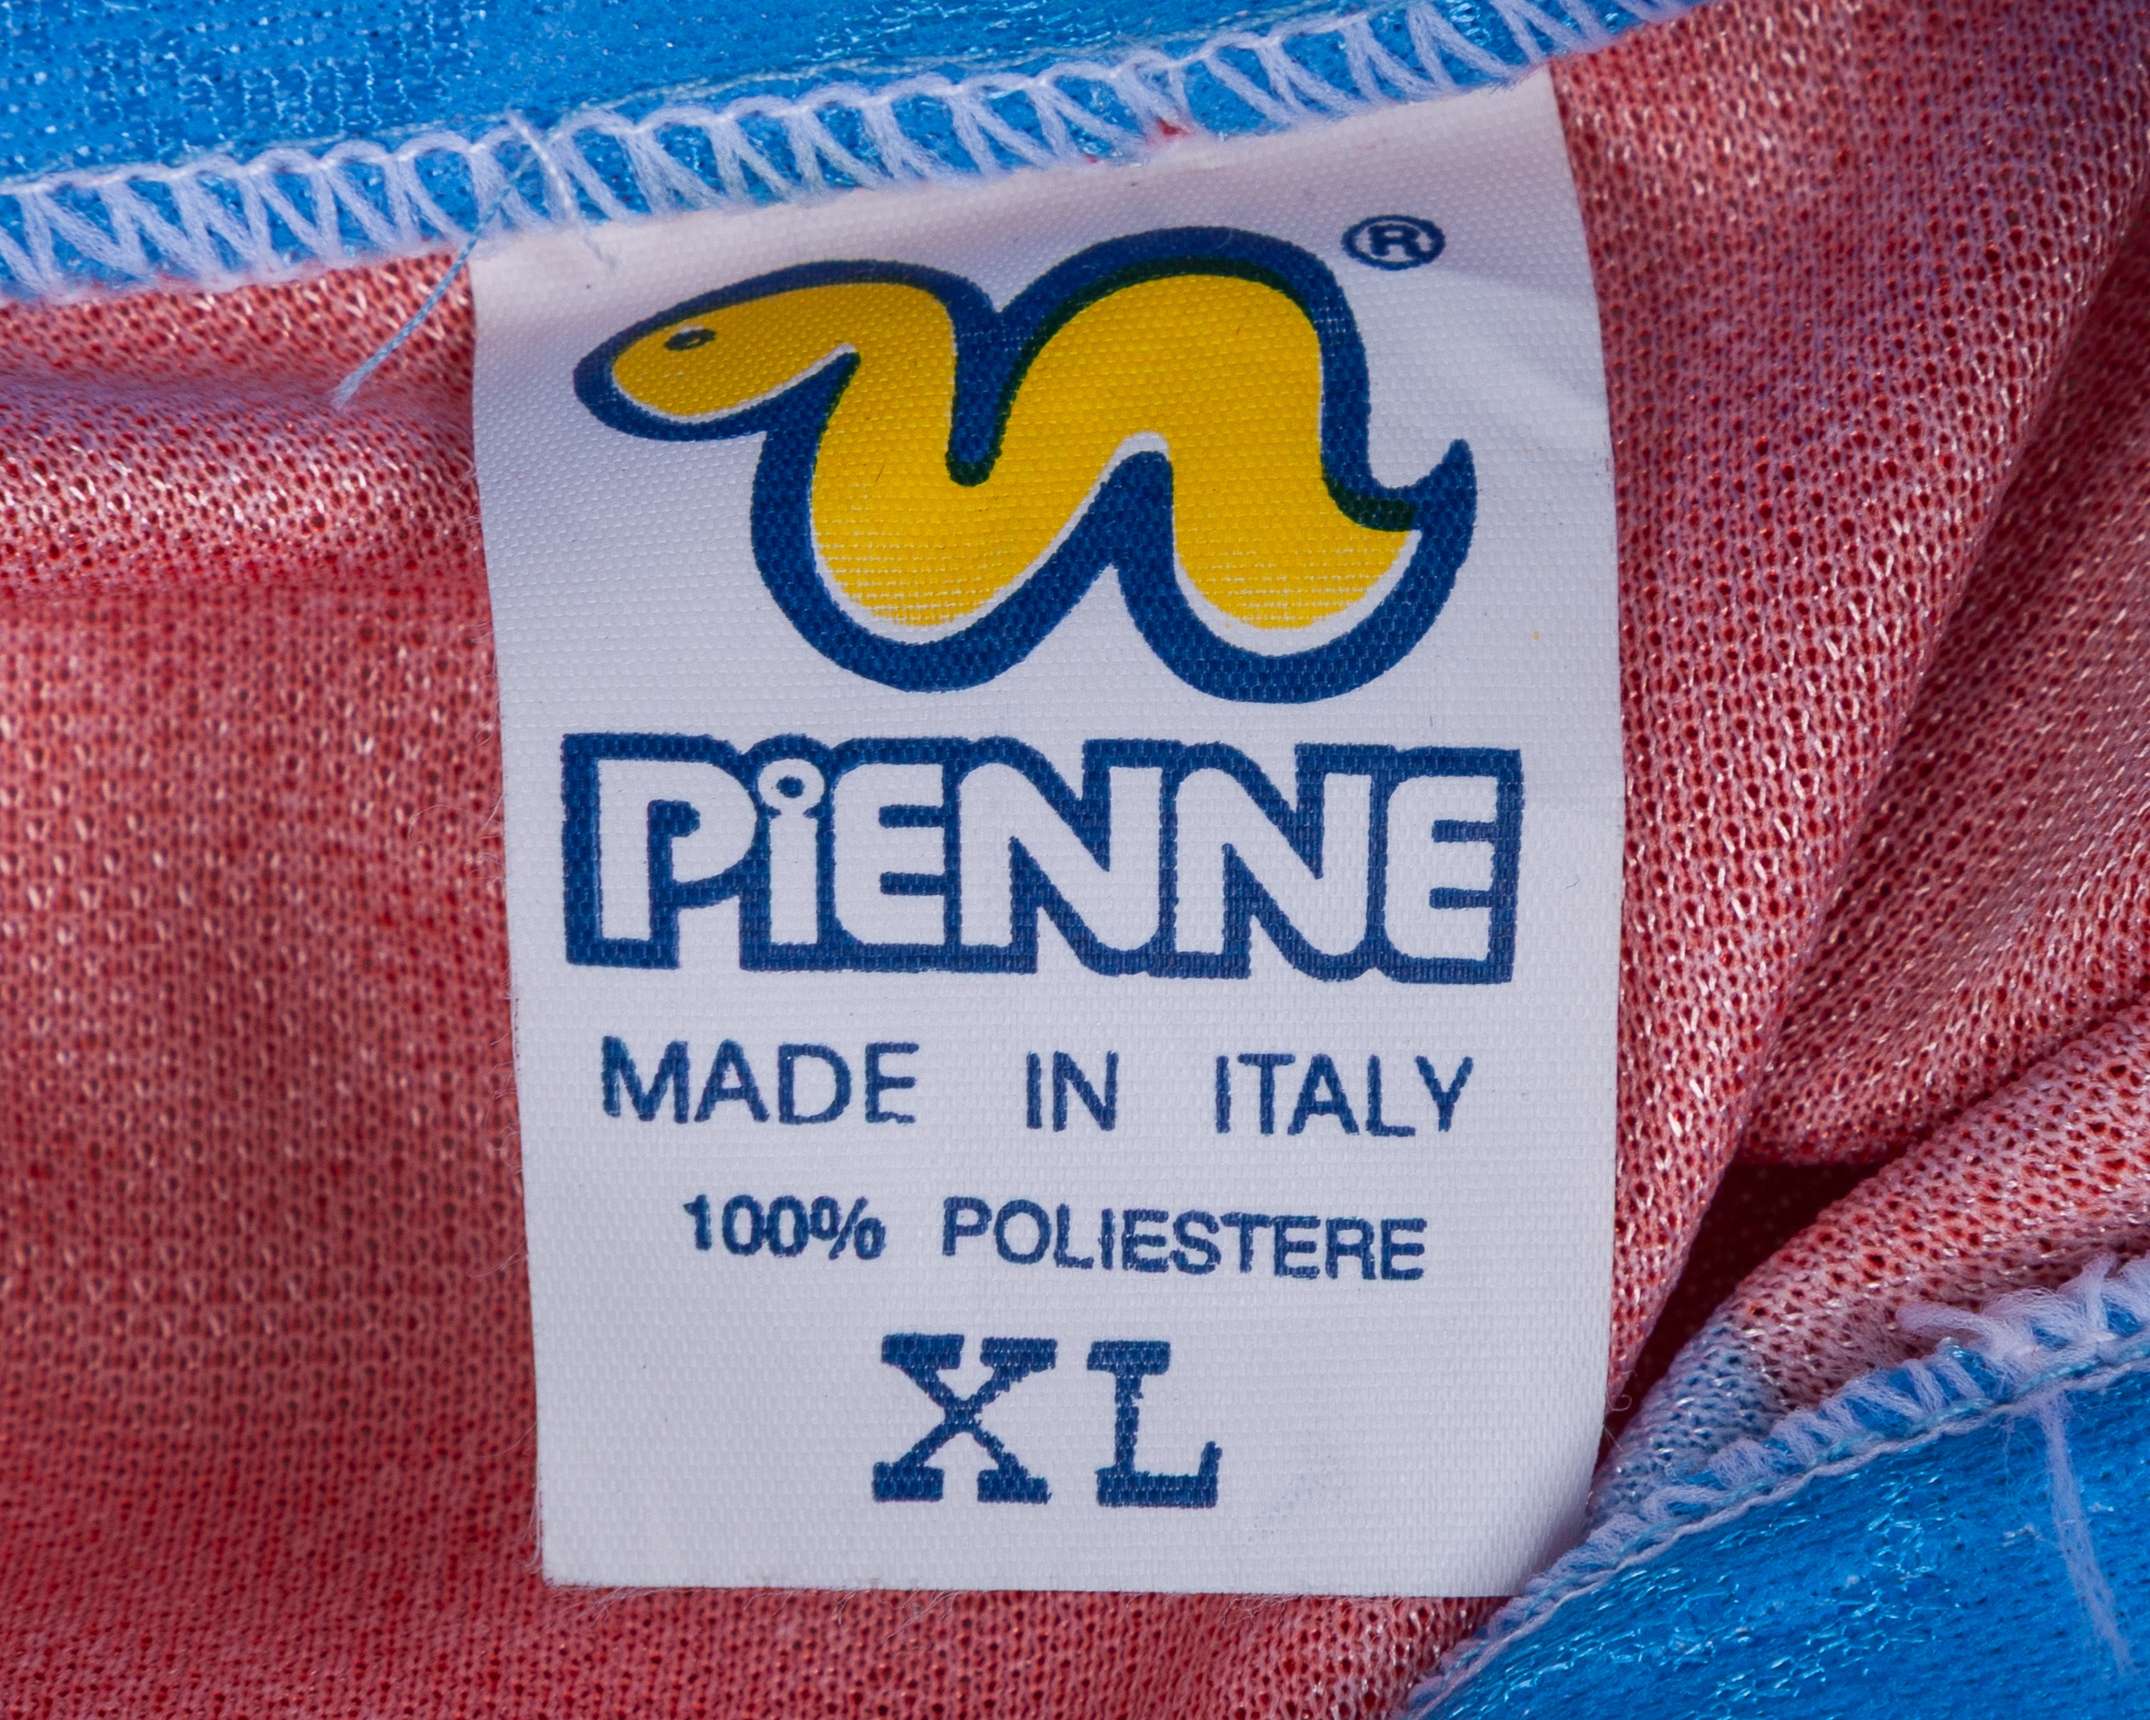 ®
PiENNE
MADE IN ITALY
100% POLIESTERE
XL